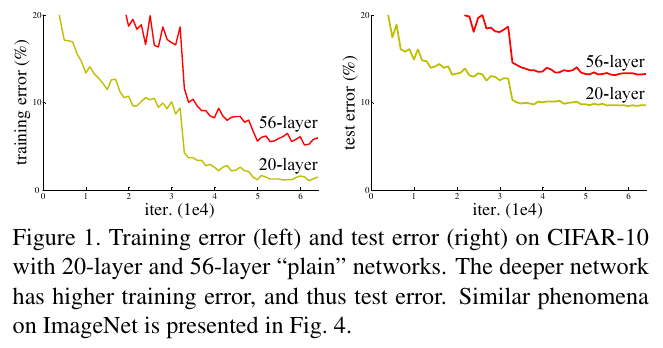 20
10
0
training error (%)
56-layer
20-layer
0 1 2 3 4 5 6
iter. (1e4)
20
10
0
test error (%)
56-layer
20-layer
0 1 2 3 4 5 6
iter. (1e4)
Figure 1. Training error (left) and test error (right) on CIFAR-10
with 20-layer and 56-layer “plain” networks. The deeper network
has higher training error, and thus test error. Similar phenomena
on ImageNet is presented in Fig. 4.